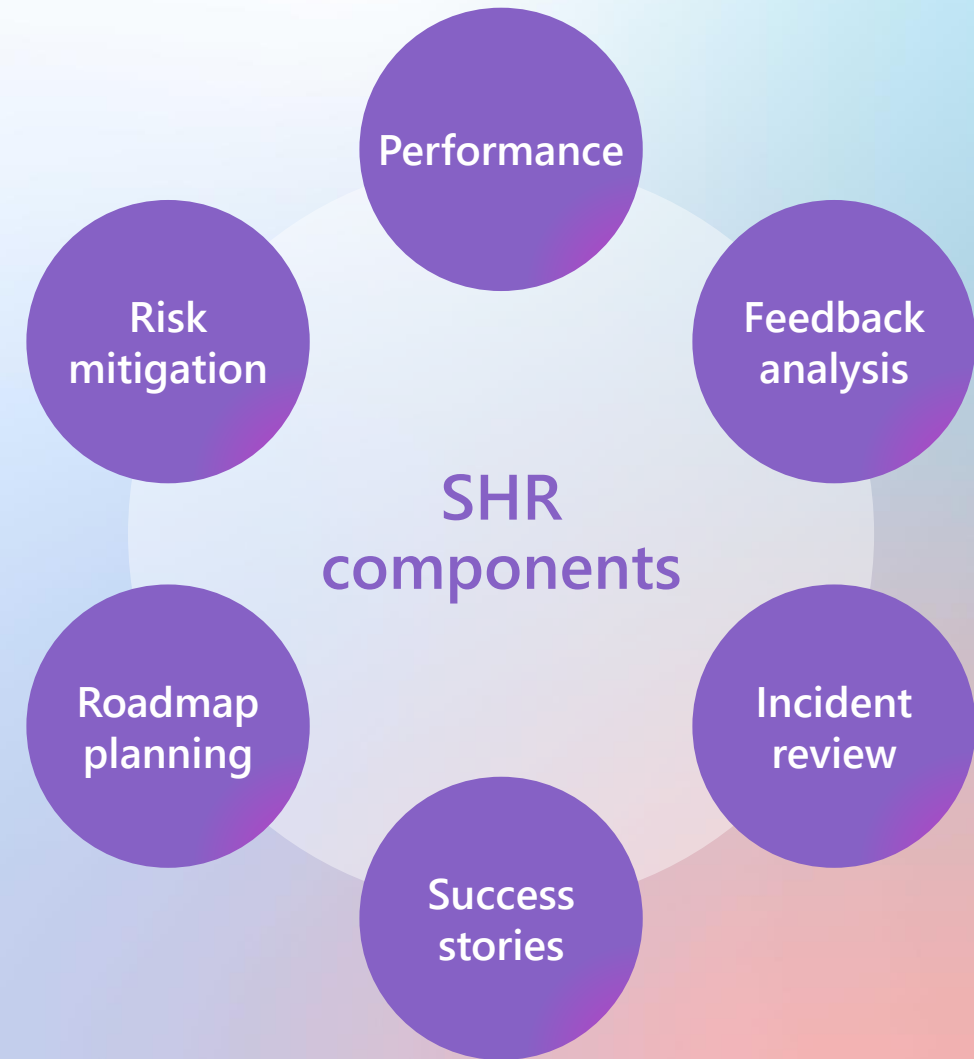 Performance
Risk
mitigation
Feedback
analysis
SHR
components
Roadmap
planning
Incident
review
Success
stories